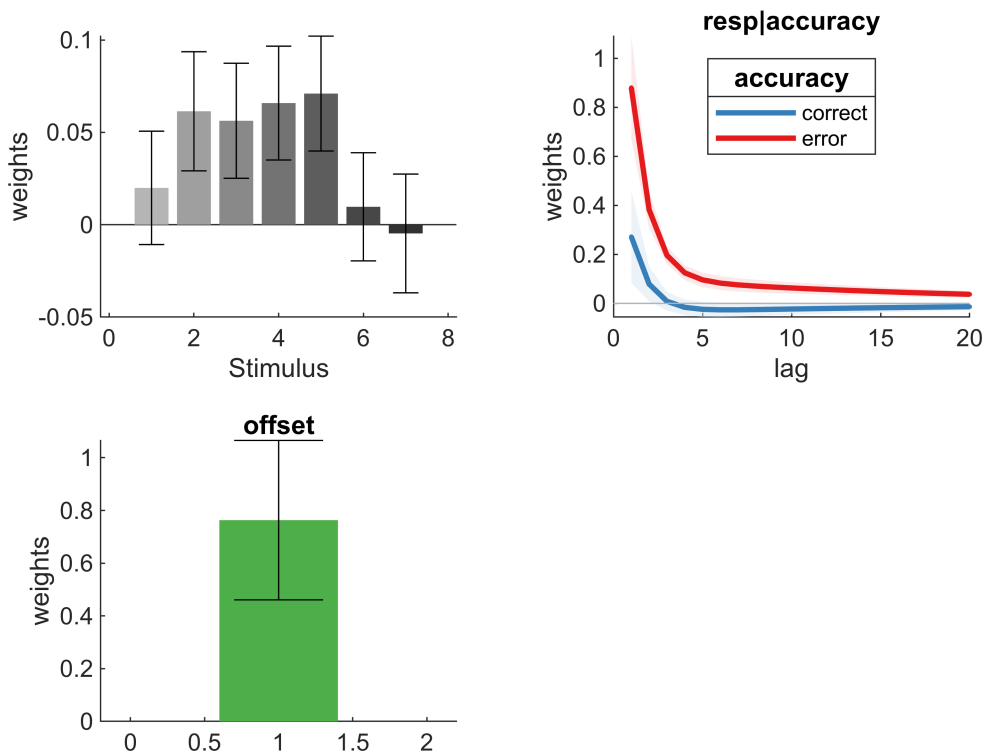 0.1
0.05
0
-0.05
weights
0 2 4 6 8
Stimulus
resp|accuracy
1
0.8
0.6
0.4
0.2
0
weights
accuracy
correct
error
0 5 10 15 20
lag
offset
1
0.8
0.6
0.4
0.2
0
weights
0 0.5 1 1.5 2